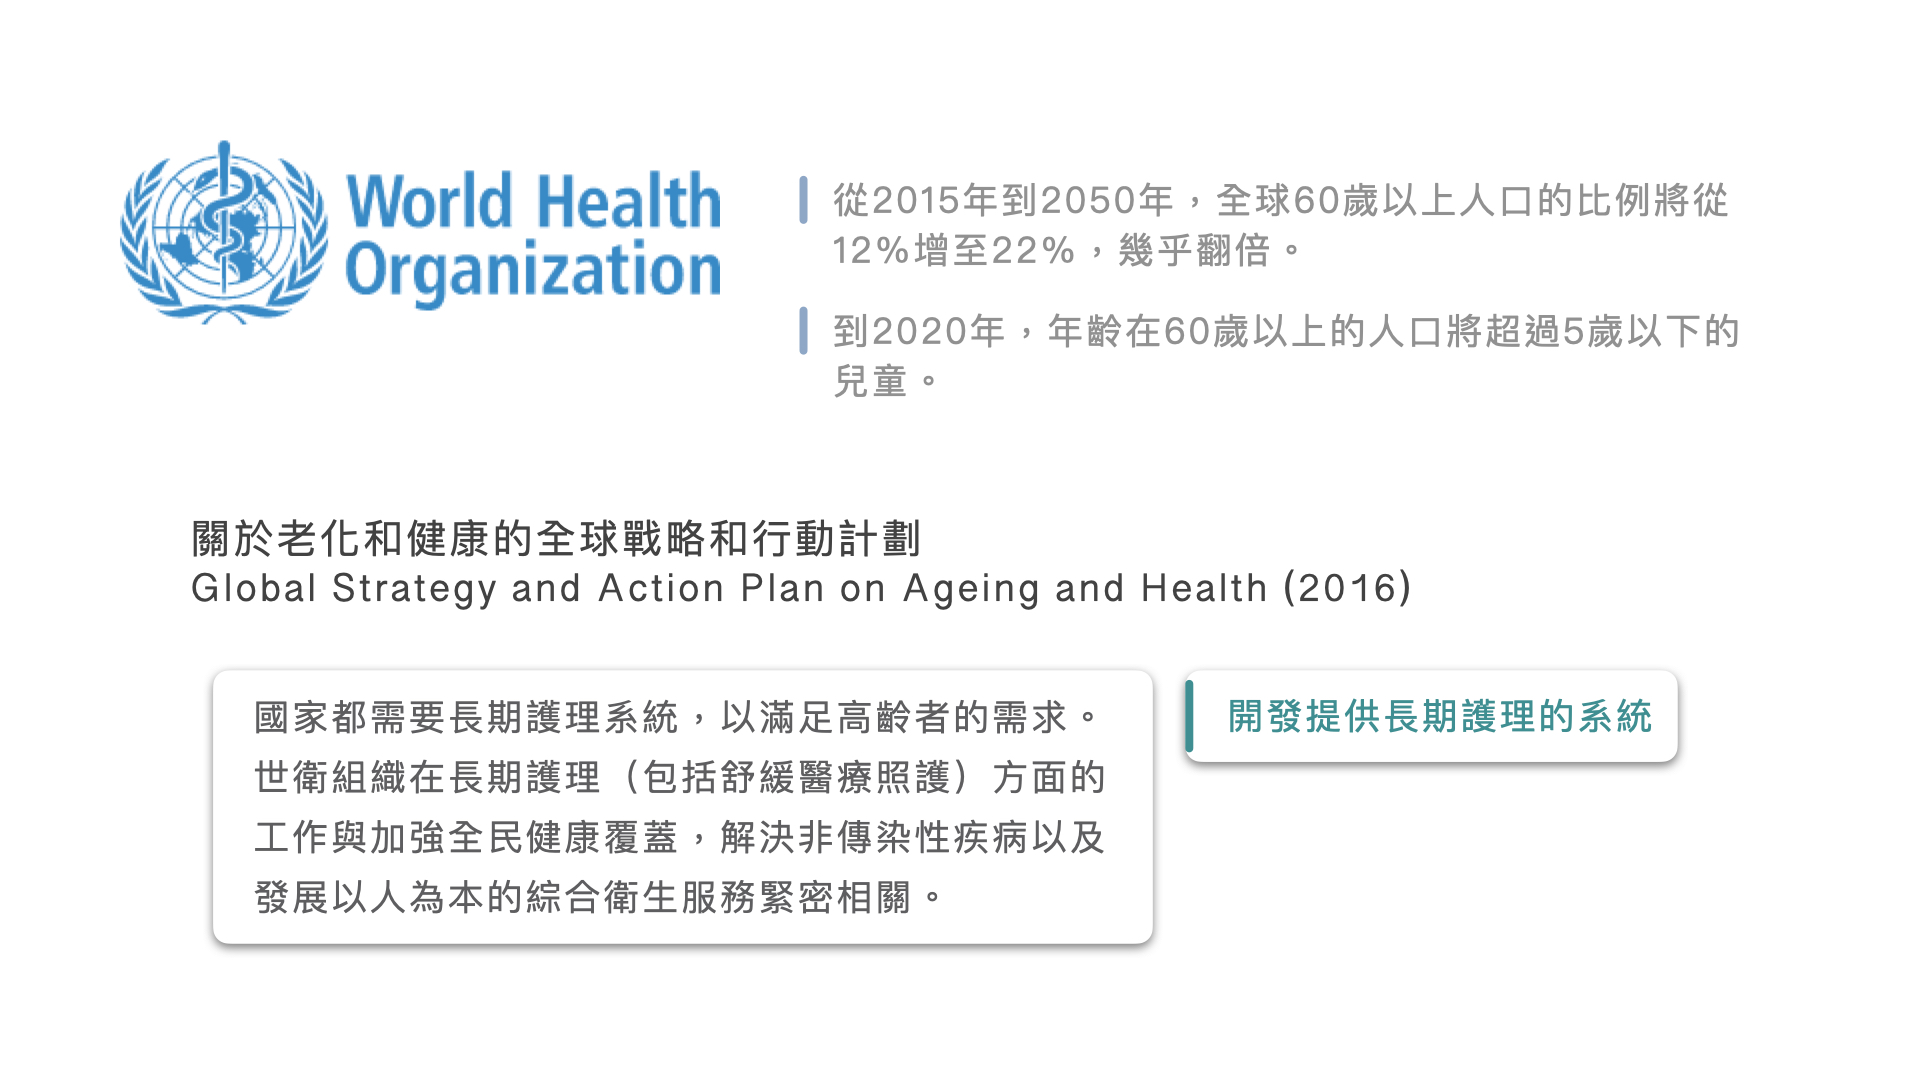 World Health
Organization
從2015年到2050年，全球60歲以上人口的比例將從
12%增至22%，幾乎翻倍。
到2020年，年齡在60歲以上的人口將超過5歲以下的
兒童。
關於老化和健康的全球戰略和行動計劃
Global Strategy and Action Plan on Ageing and Health (2016)
國家都需要長期護理系統，以滿足高齡者的需求。
世衛組織在長期護理（包括舒緩醫療照護）方面的
工作與加強全民健康覆蓋，解決非傳染性疾病以及
發展以人為本的綜合衛生服務緊密相關。
開發提供長期護理的系統